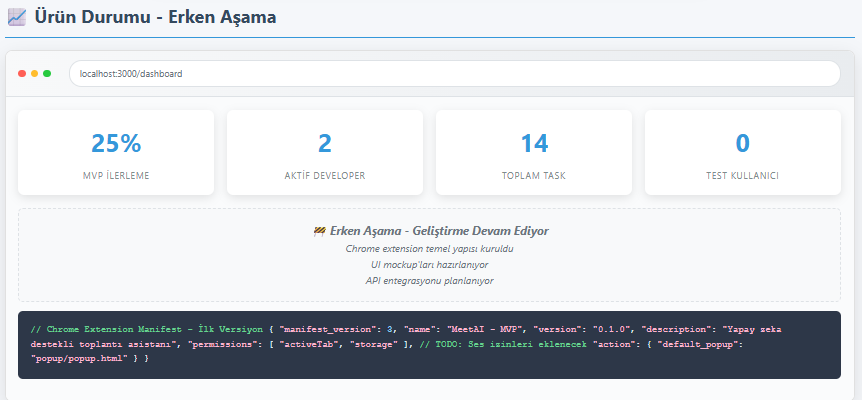 Ürün Durumu - Erken Aşama
localhost:3000/dashboard
25%
MVP İLERLEME
2
AKTİF DEVELOPER
14
TOPLAM TASK
0
TEST KULLANICI
Erken Aşama - Geliştirme Devam Ediyor
Chrome extension temel yapısı kuruldu
UI mockup'ları hazırlanıyor
API entegrasyonu planlanıyor
// Chrome Extension Manifest - İlk Versiyon { "manifest_version": 3, "name": "MeetAI - MVP", "version": "0.1.0", "description": "Yapay zeka
destekli toplantı asistanı", "permissions": [ "activeTab", "storage" ], // TODO: Ses izinleri eklenecek "action": { "default_popup":
"popup/popup.html" } }